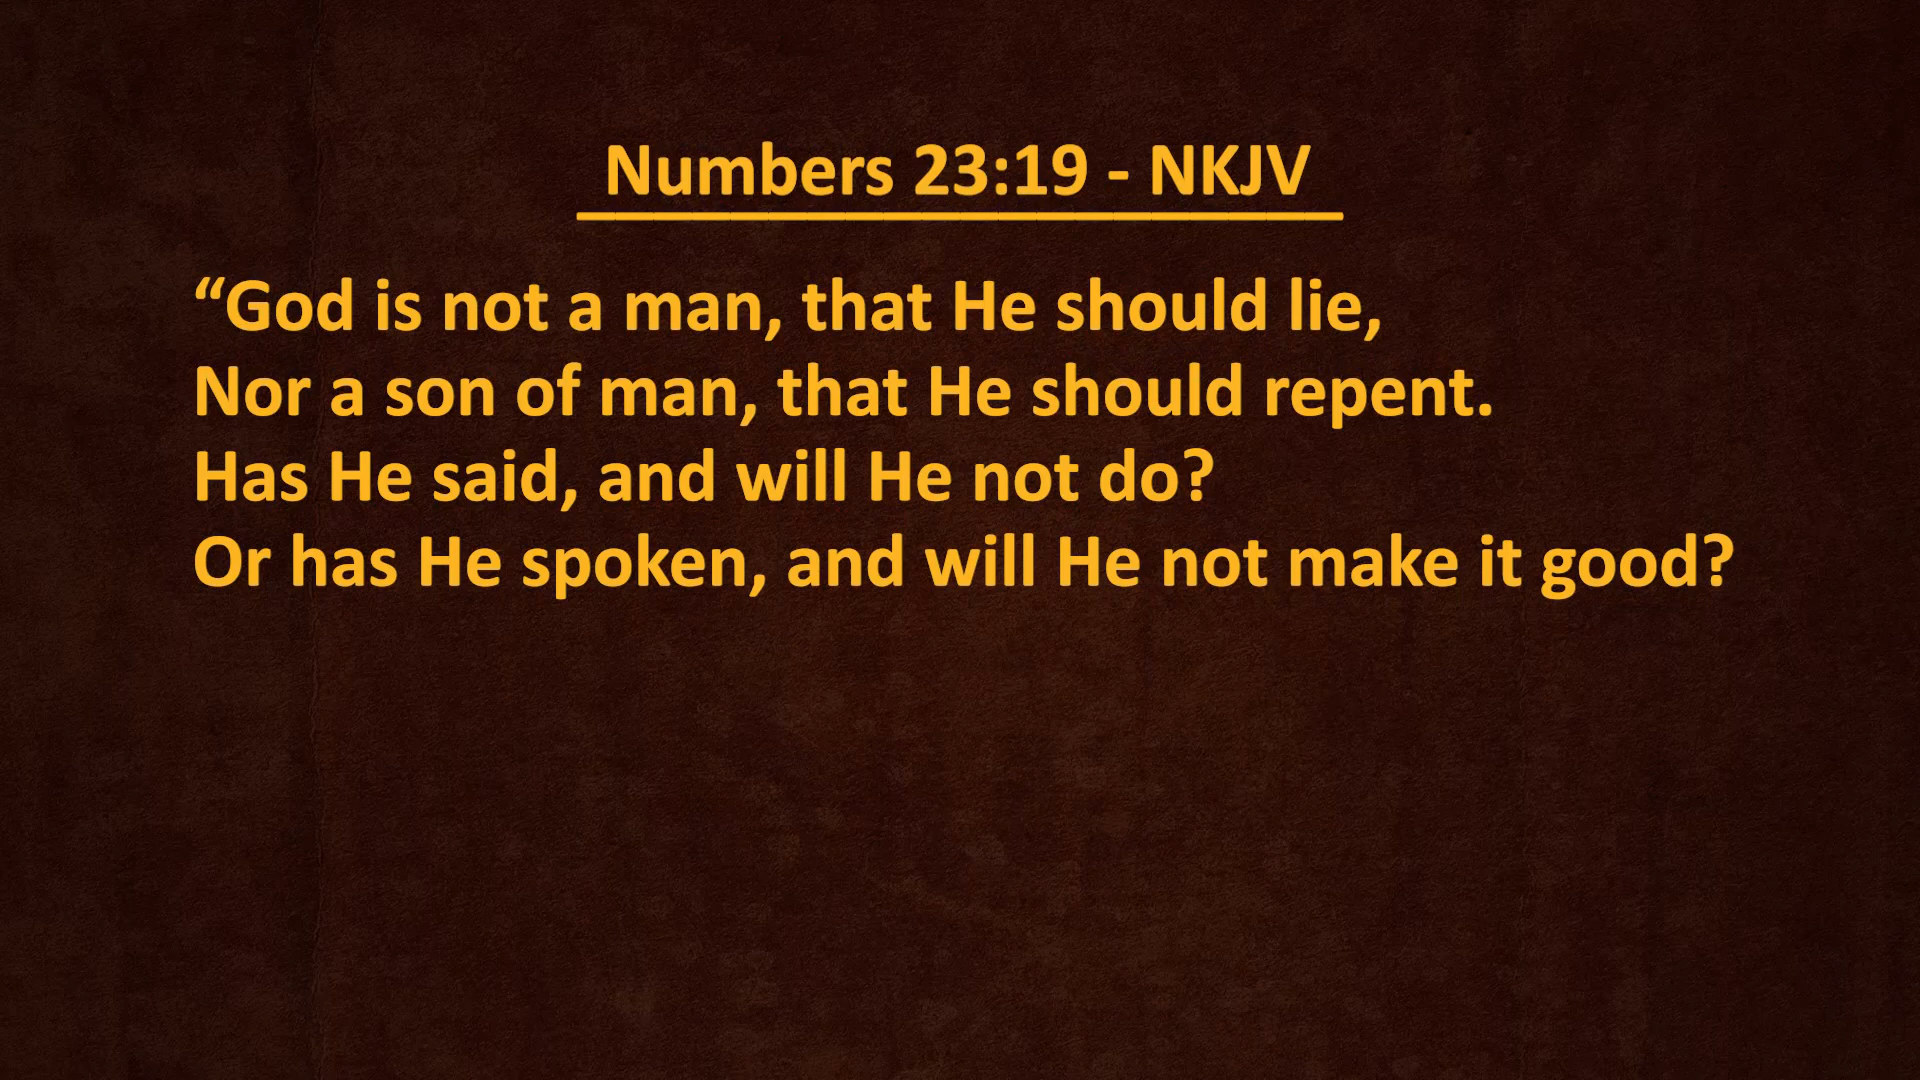 Numbers 23:19 - NKJV
“God is not a man, that He should lie,
Nor a son of man, that He should repent.
Has He said, and will He not do?
Or has He spoken, and will He not make it good?